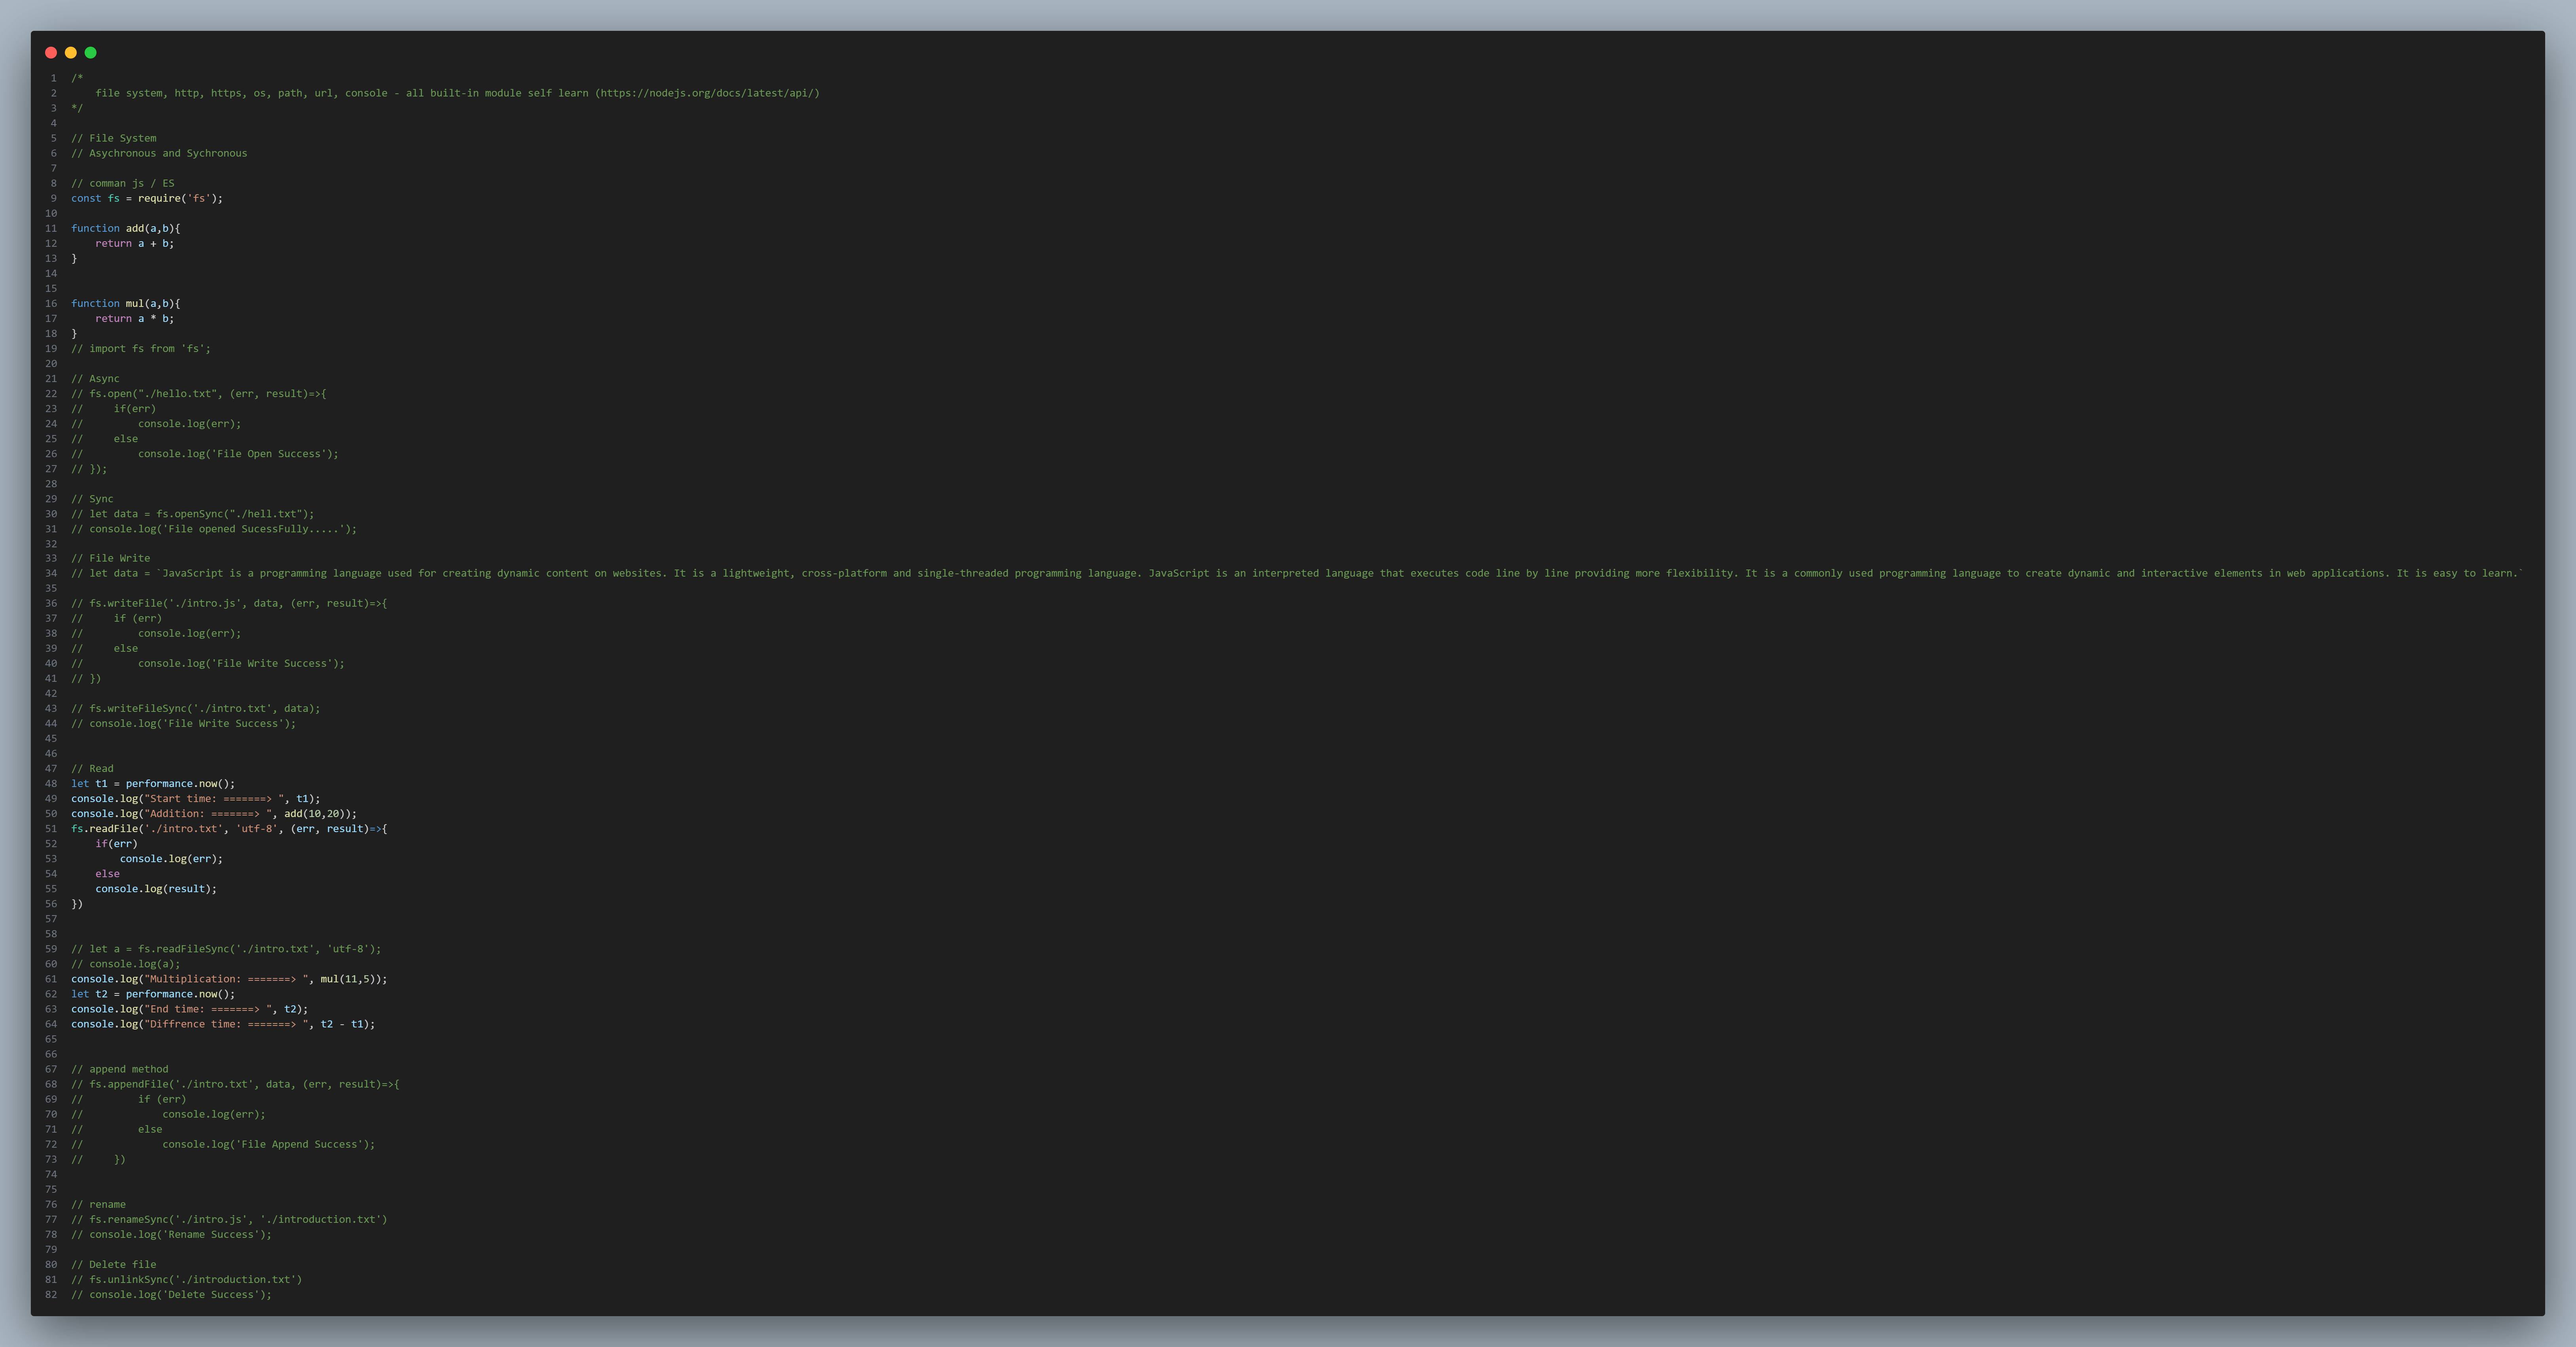 1 /*
2     file system, http, https, os, path, url, console - all built-in module self learn (https://nodejs.org/docs/latest/api/)
3 */
4
5 // File System
6 // Asychronous and Sychronous
7
8 // comman js / ES
9 const fs = require('fs');
10
11 function add(a,b){
12     return a + b;
13 }
14
15
16 function mul(a,b){
17     return a * b;
18 }
19 // import fs from 'fs';
20
21 // Async
22 // fs.open("./hello.txt", (err, result)=>{
23 //     if(err)
24 //         console.log(err);
25 //     else
26 //         console.log('File Open Success');
27 // });
28
29 // Sync
30 // let data = fs.openSync("./hell.txt");
31 // console.log('File opened SucessFully.....');
32
33 // File Write
34 // let data = `JavaScript is a programming language used for creating dynamic content on websites. It is a lightweight, cross-platform and single-threaded programming language. JavaScript is an interpreted language that executes code line by line providing more flexibility. It is a commonly used programming language to create dynamic and interactive elements in web applications. It is easy to learn.`
35
36 // fs.writeFile('./intro.js', data, (err, result)=>{
37 //     if (err)
38 //         console.log(err);
39 //     else
40 //         console.log('File Write Success');
41 // })
42
43 // fs.writeFileSync('./intro.txt', data);
44 // console.log('File Write Success');
45
46
47 // Read
48 let t1 = performance.now();
49 console.log("Start time: =======> ", t1);
50 console.log("Addition: =======> ", add(10,20));
51 fs.readFile('./intro.txt', 'utf-8', (err, result)=>{
52     if(err)
53         console.log(err);
54     else
55     console.log(result);
56 })
57
58
59 // let a = fs.readFileSync('./intro.txt', 'utf-8');
60 // console.log(a);
61 console.log("Multiplication: =======> ", mul(11,5));
62 let t2 = performance.now();
63 console.log("End time: =======> ", t2);
64 console.log("Diffrence time: =======> ", t2 - t1);
65
66
67 // append method
68 // fs.appendFile('./intro.txt', data, (err, result)=>{
69 //         if (err)
70 //             console.log(err);
71 //         else
72 //             console.log('File Append Success');
73 //     })
74
75
76 // rename
77 // fs.renameSync('./intro.js', './introduction.txt')
78 // console.log('Rename Success');
79
80 // Delete file
81 // fs.unlinkSync('./introduction.txt')
82 // console.log('Delete Success');